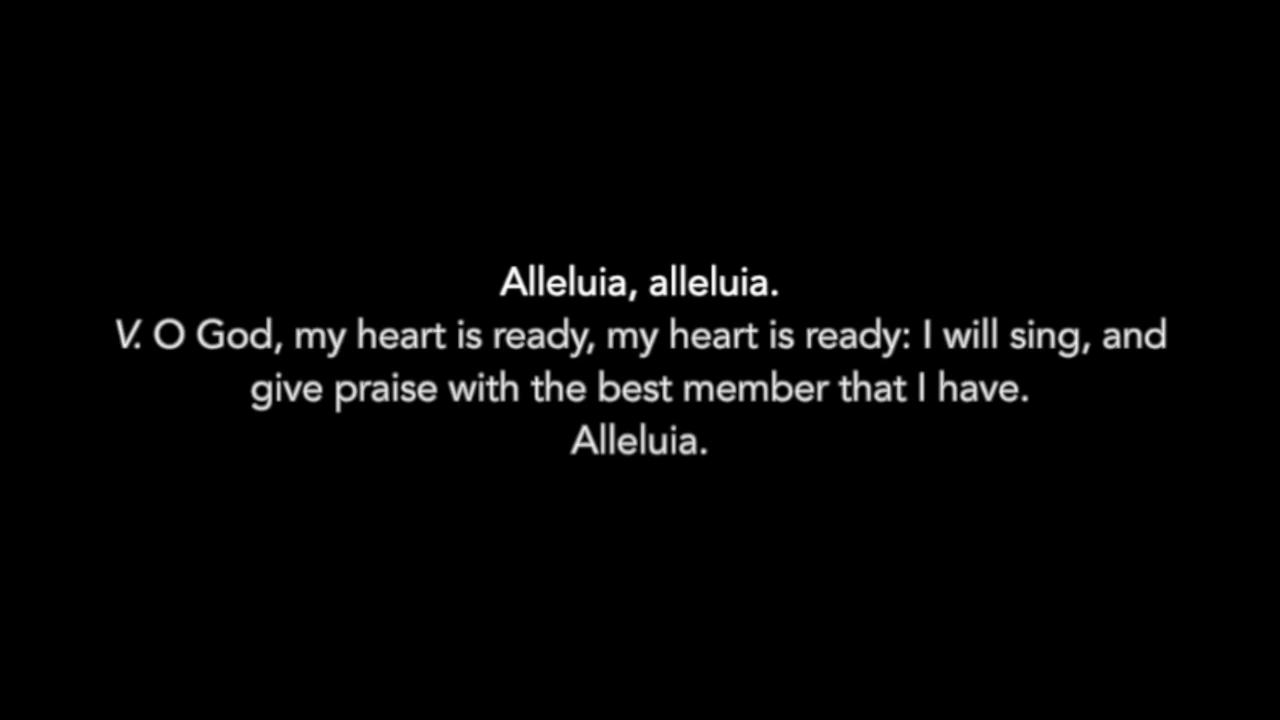 Alleluia, alleluia.
V. O God, my heart is ready, my heart is ready: I will sing, and
give praise with the best member that I have.
Alleluia.